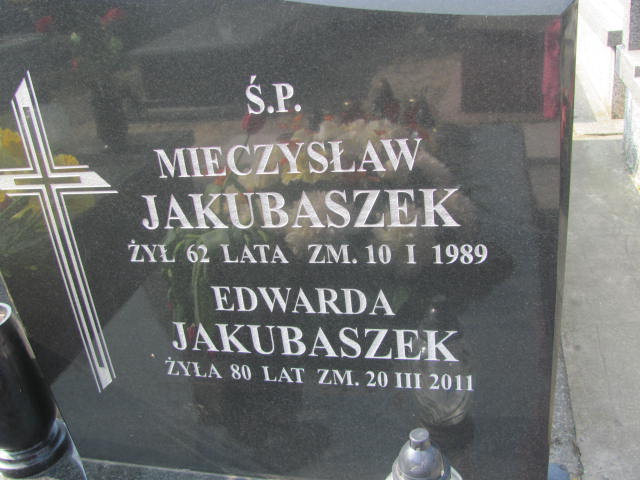 Ś.P.
MIECZYSŁAW
JAKUBASZEK
ŻYŁ 62 LATA ZM. 10 I 1989
EDWARDA
JAKUBASZEK
ŻYŁA 80 LAT ZM. 20 III 2011